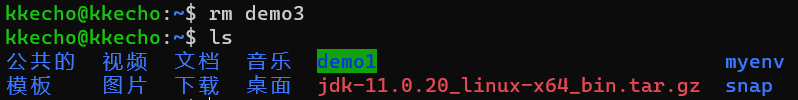 kkecho@kkecho:~$ rm demo3
kkecho@kkecho:~$ ls
公共的 视频 文档 音乐 demo1 myenv
模板 图片 下载 桌面 jdk-11.0.20_linux-x64_bin.tar.gz snap